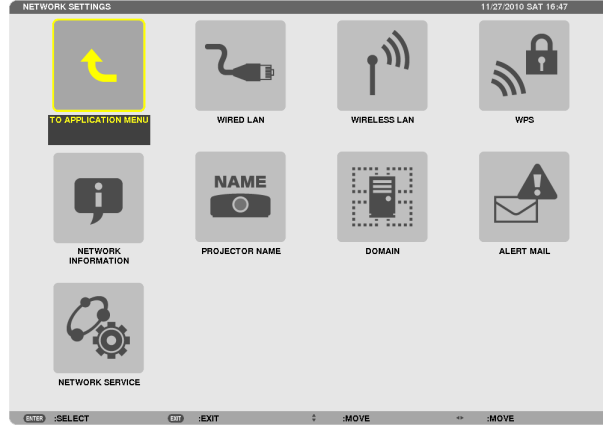 NETWORK SETTINGS 11/27/2010 SAT 16:47
TO APPLICATION MENU
WIRED LAN
WIRELESS LAN
WPS
NAME
NETWORK
INFORMATION
PROJECTOR NAME
DOMAIN
ALERT MAIL
NETWORK SERVICE
ENTER :SELECT EXIT :EXIT :MOVE :MOVE